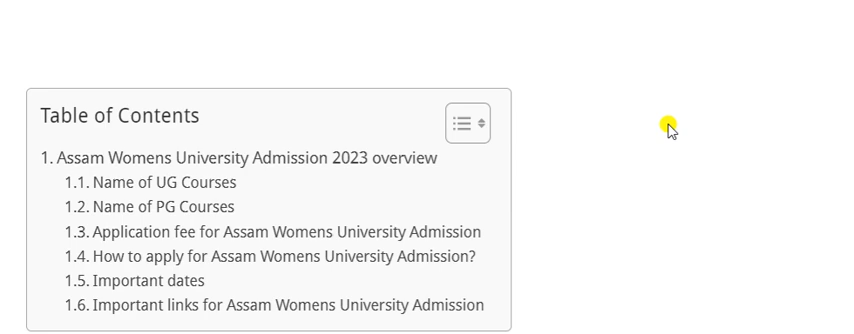 Table of Contents
1. Assam Womens University Admission 2023 overview
1.1. Name of UG Courses
1.2. Name of PG Courses
1.3. Application fee for Assam Womens University Admission
1.4. How to apply for Assam Womens University Admission?
1.5. Important dates
1.6. Important links for Assam Womens University Admission